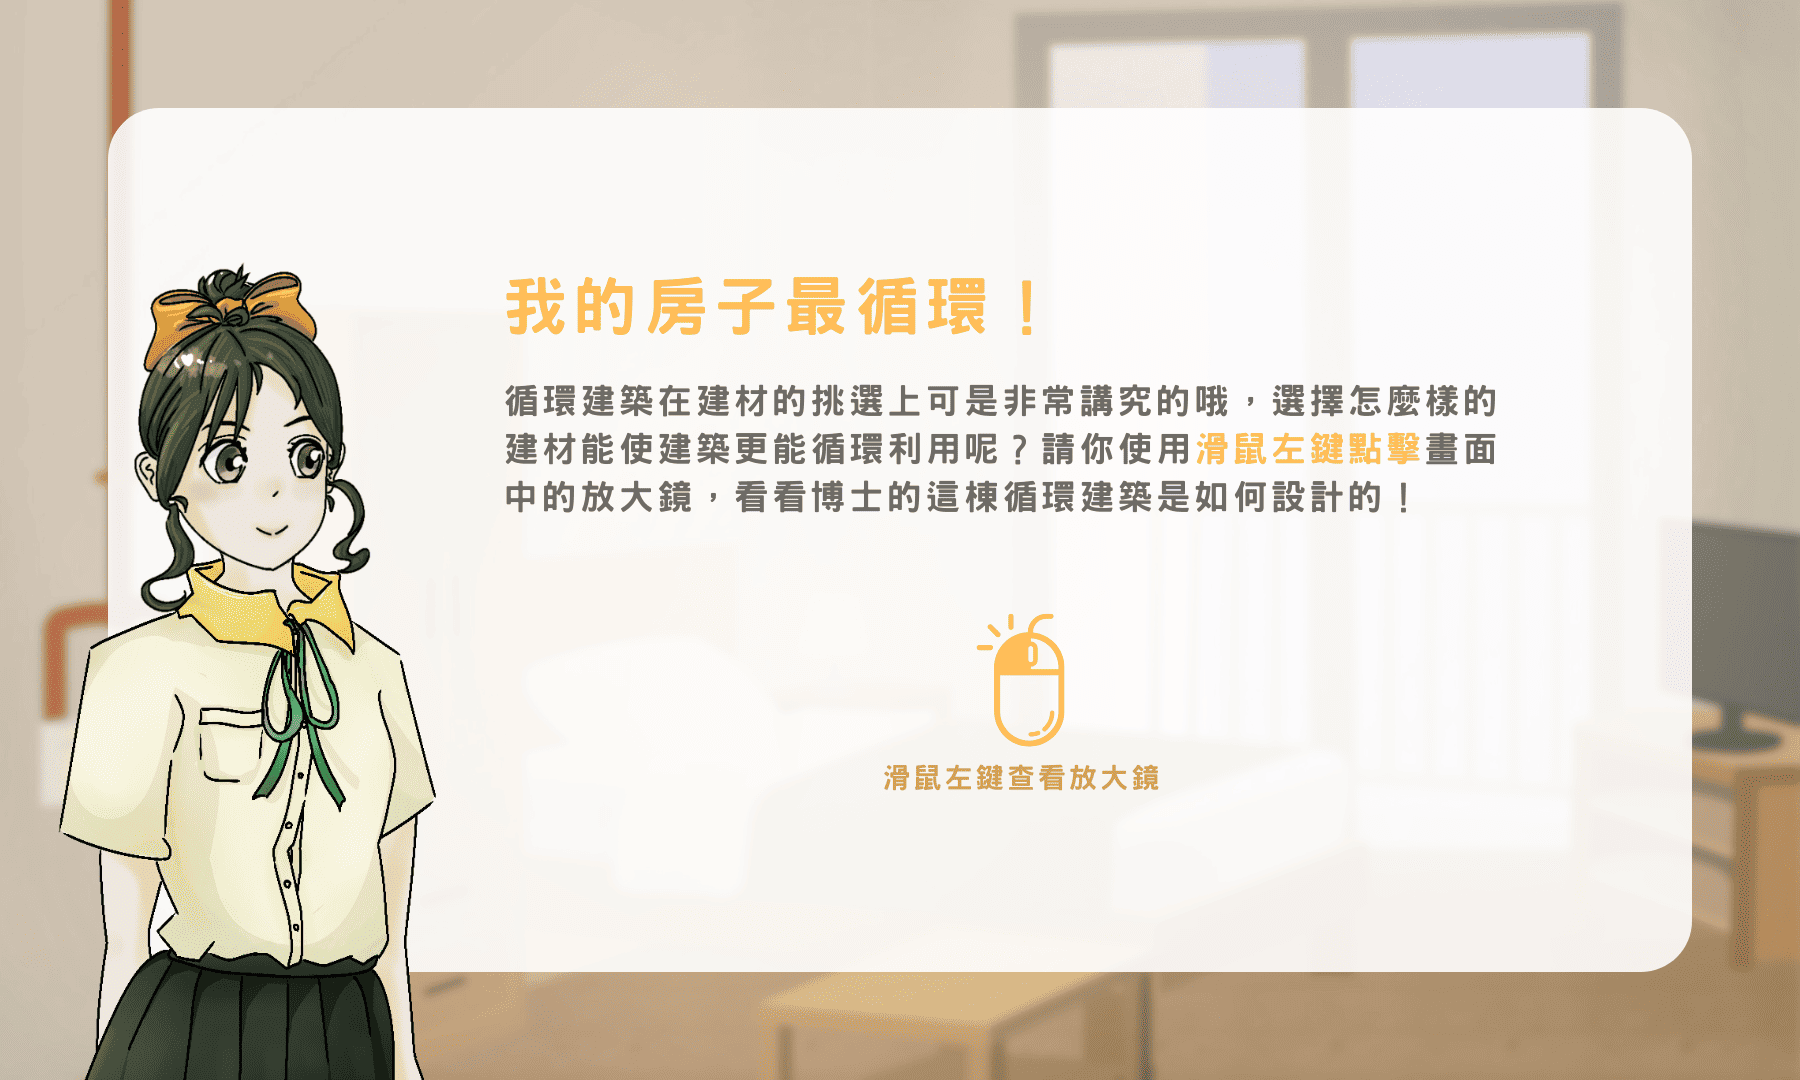 我的房子最循環！
循環建築在建材的挑選上可是非常講究的哦，選擇怎麼樣的
建材能使建築更能循環利用呢？請你使用滑鼠左鍵點擊畫面
中的放大鏡，看看博士的這棟循環建築是如何設計的！
滑鼠左鍵查看放大鏡